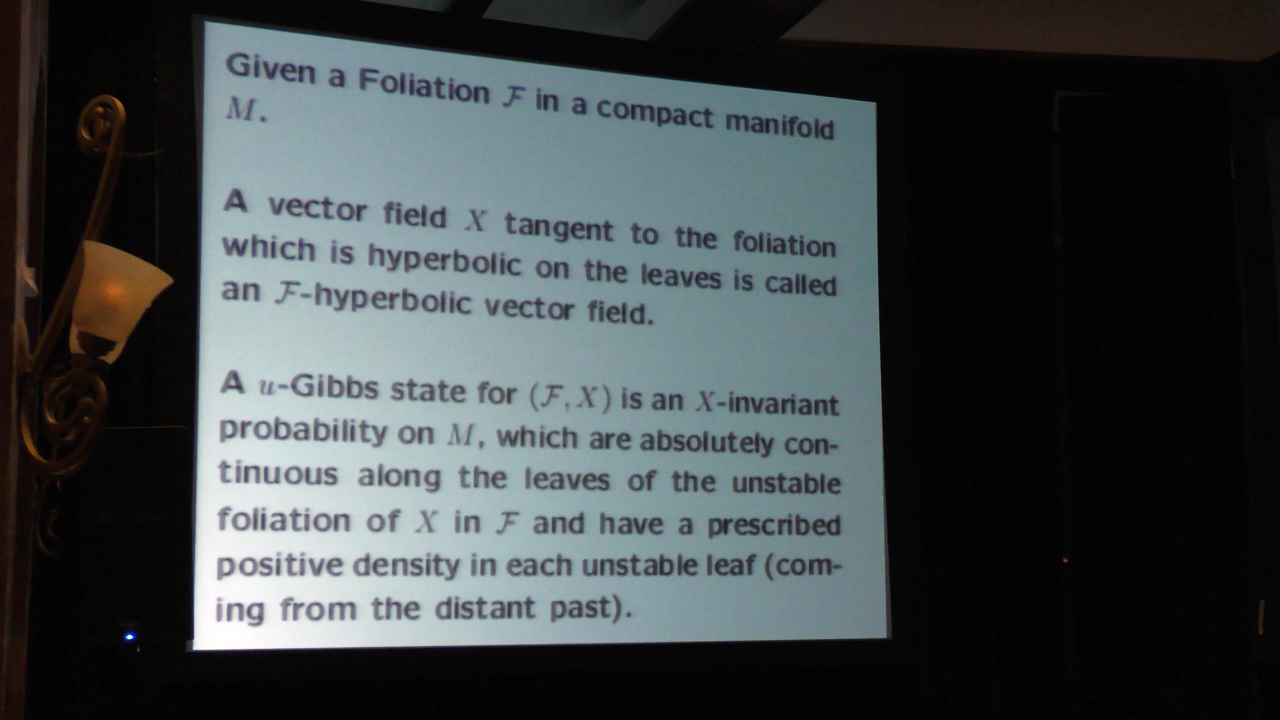 Given a Foliation ℱ in a compact manifold
M.
A vector field X tangent to the foliation
which is hyperbolic on the leaves is called
an ℱ-hyperbolic vector field.
A u-Gibbs state for (ℱ, X) is an X-invariant
probability on M, which are absolutely con-
tinuous along the leaves of the unstable
foliation of X in ℱ and have a prescribed
positive density in each unstable leaf (com-
ing from the distant past).